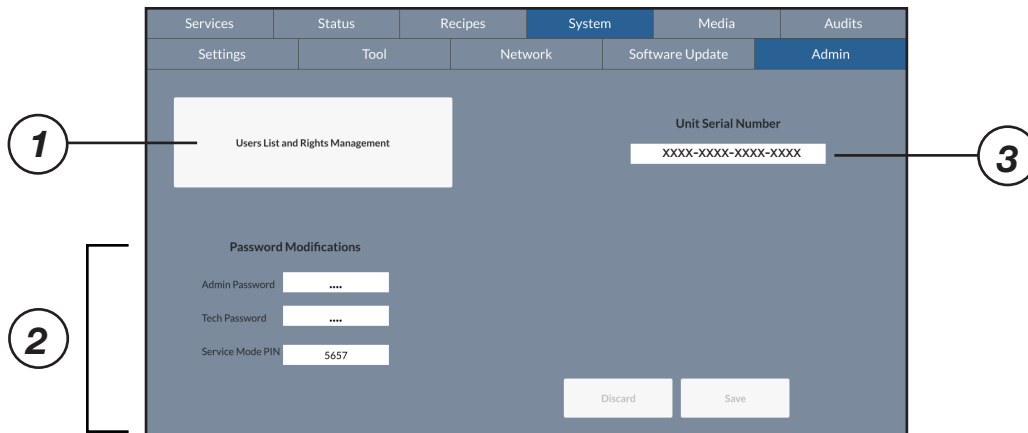 Services Status Recipes System Media Audits
Settings Tool Network Software Update Admin
1
Users List and Rights Management
Unit Serial Number
XXXX-XXXX-XXXX-XXXX
3
2
Password Modifications
Admin Password ....
Tech Password ....
Service Mode PIN 5657
Discard Save